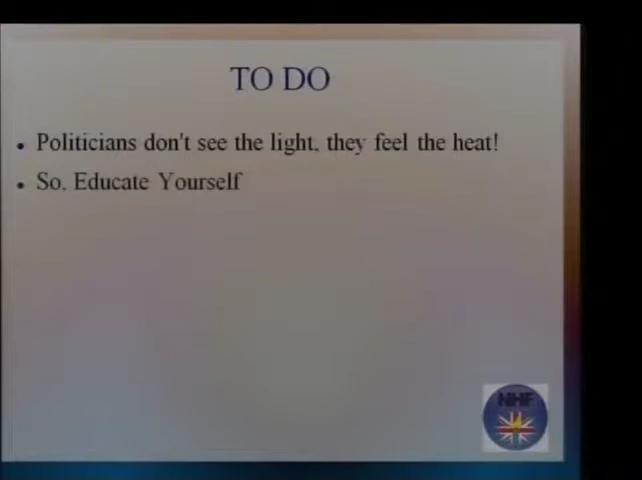 TO DO
Politicians don't see the light, they feel the heat!
So, Educate Yourself
NHF